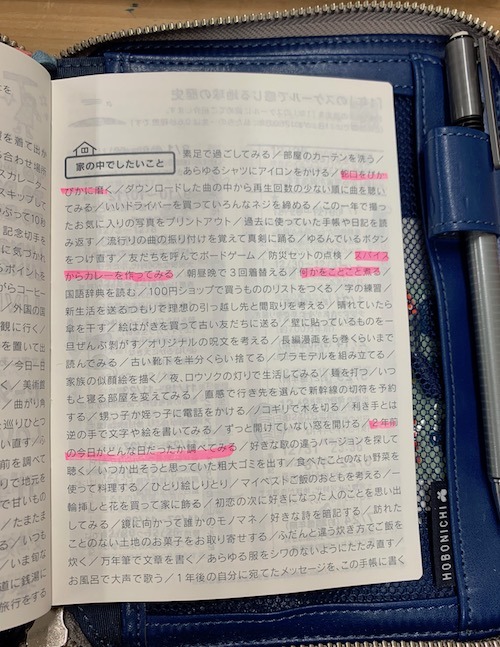 家の中でしたいこと
素足で過ごしてみる／部屋のカーテンを洗う／
あらゆるシャツにアイロンをかける／蛇口をぴか
ぴかに磨く／ダウンロードした曲の中から再生回数の少ない順に曲を聴い
てみる／いいドライバーを買っていろんなネジを締める／この一年で撮っ
たお気に入りの写真をプリントアウト／過去に使っていた手帳や日記を読
み返す／流行りの曲の振り付けを覚えて真剣に踊る／ゆるんでいるボタン
をつけ直す／友だちを呼んでボードゲーム／防災セットの点検／スパイス
からカレーを作ってみる／朝昼晩で3回着替える／何かをことこと煮る／
国語辞典を読む／100円ショップで買うもののリストをつくる／字の練習／
新生活を送るつもりで理想の引っ越し先と間取りを考える／晴れていたら
傘を干す／絵はがきを買って古い友だちに送る／壁に貼っているものを一
旦ぜんぶ剝がす／オリジナルの呪文を考える／長編漫画を5巻くらいまで
読んでみる／古い靴下を半分くらい捨てる／プラモデルを組み立てる／
家族の似顔絵を描く／夜、ロウソクの灯りで生活してみる／麺を打つ／いつ
もと寝る部屋を変えてみる／直感で行き先を選んで新幹線の切符を予約
する／甥っ子か姪っ子に電話をかける／ノコギリで木を切る／利き手とは
逆の手で文字や絵を書いてみる／ずっと開けていない窓を開ける／2年前
の今日がどんな日だったか調べてみる／好きな歌の違うバージョンを探して
聴く／いつか出そうと思っていた粗大ゴミを出す／食べたことのない野菜を
使って料理する／ひとり絵しりとり／マイベストご飯のおともを考える／一
輪挿しと花を買って家に飾る／初恋の次に好きになった人のことを思い出
してみる／鏡に向かって誰かのモノマネ／好きな詩を暗記する／訪れた
ことのない土地のお菓子をお取り寄せする／ふだんと違う炊き方でご飯を
炊く／万年筆で文章を書く／あらゆる服をシワのないようにたたみ直す／
お風呂で大声で歌う／1年後の自分に宛てたメッセージを、この手帳に書く
HOBONICHI